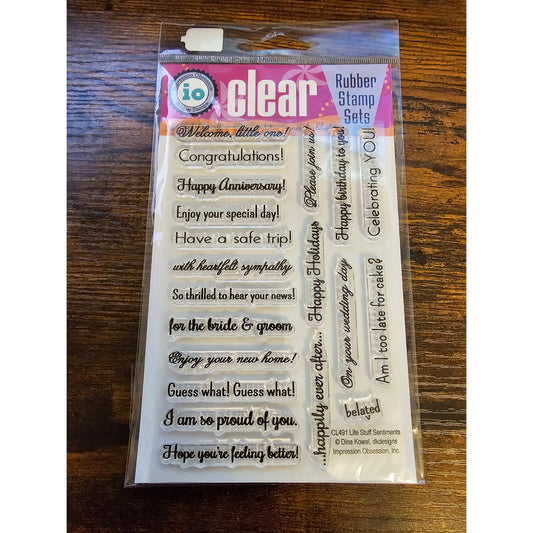 io
clear
Rubber
Stamp
Sets
Welcome, little one!
Congratulations!
Happy Anniversary!
Enjoy your special day!
Have a safe trip!
with heartfelt sympathy
So thrilled to hear your news!
for the bride & groom
Enjoy your new home!
Guess what! Guess what!
I am so proud of you.
Hope you're feeling better!
Please join us!
Happy Holidays
...happily ever after...
Happy birthday to you
On your wedding day
Celebrating YOU!
Am I too late for cake?
belated
CL491 Life Stuff Sentiments
© Dina Kowal, dkdesigns
Impression Obsession, Inc.